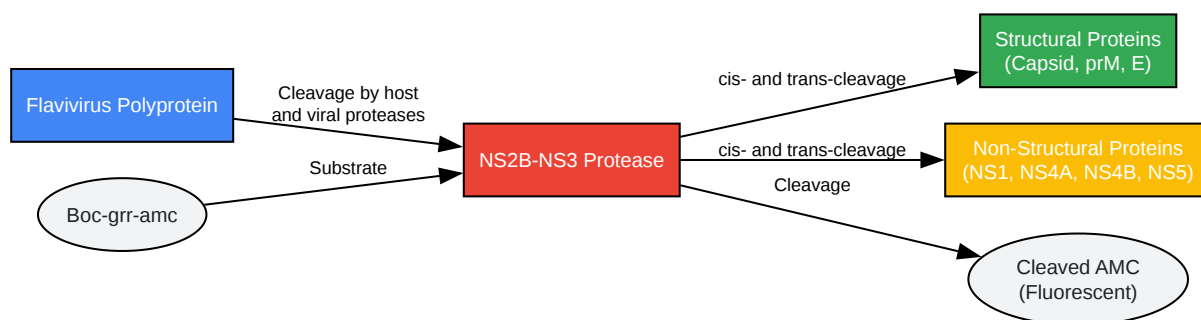 Flavivirus Polyprotein
Cleavage by host
and viral proteases
Boc-grr-amc
Substrate
NS2B-NS3 Protease
cis- and trans-cleavage
Structural Proteins
(Capsid, prM, E)
cis- and trans-cleavage
Non-Structural Proteins
(NS1, NS4A, NS4B, NS5)
Cleavage
Cleaved AMC
(Fluorescent)